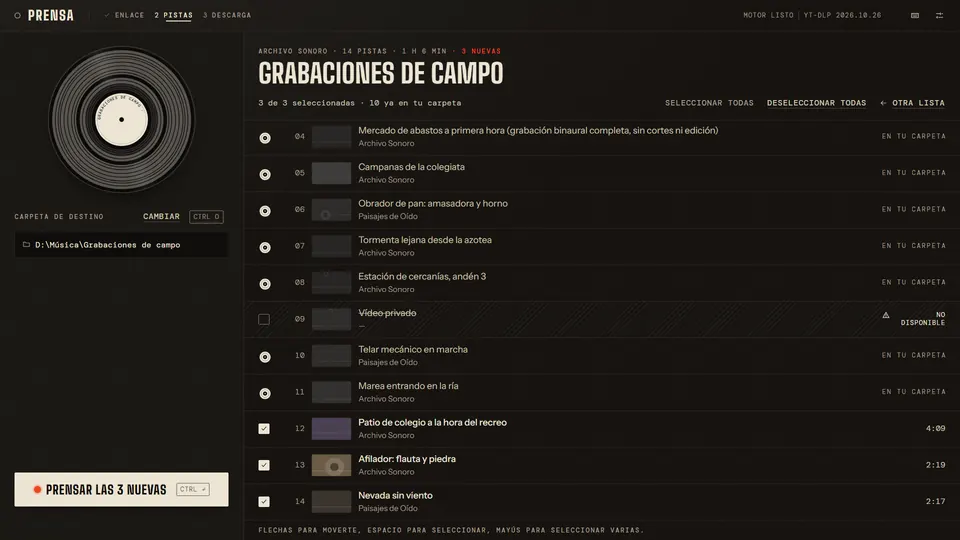 PRENSA
✓ ENLACE 2 PISTAS 3 DESCARGA
MOTOR LISTO | YT-DLP 2026.10.26
GRABACIONES DE CAMPO
CARPETA DE DESTINO CAMBIAR CTRL O
D:\Música\Grabaciones de campo
PRENSAR LAS 3 NUEVAS CTRL ↲
ARCHIVO SONORO · 14 PISTAS · 1 H 6 MIN · 3 NUEVAS
GRABACIONES DE CAMPO
3 de 3 seleccionadas · 10 ya en tu carpeta
SELECCIONAR TODAS DESELECCIONAR TODAS ← OTRA LISTA
04 Mercado de abastos a primera hora (grabación binaural completa, sin cortes ni edición) EN TU CARPETA
Archivo Sonoro
05 Campanas de la colegiata EN TU CARPETA
Archivo Sonoro
06 Obrador de pan: amasadora y horno EN TU CARPETA
Paisajes de Oído
07 Tormenta lejana desde la azotea EN TU CARPETA
Archivo Sonoro
08 Estación de cercanías, andén 3 EN TU CARPETA
Archivo Sonoro
09 Vídeo privado NO DISPONIBLE
—
10 Telar mecánico en marcha EN TU CARPETA
Paisajes de Oído
11 Marea entrando en la ría EN TU CARPETA
Archivo Sonoro
12 Patio de colegio a la hora del recreo 4:09
Archivo Sonoro
13 Afilador: flauta y piedra 2:19
Archivo Sonoro
14 Nevada sin viento 2:17
Paisajes de Oído
FLECHAS PARA MOVERTE, ESPACIO PARA SELECCIONAR, MAYÚS PARA SELECCIONAR VARIAS.